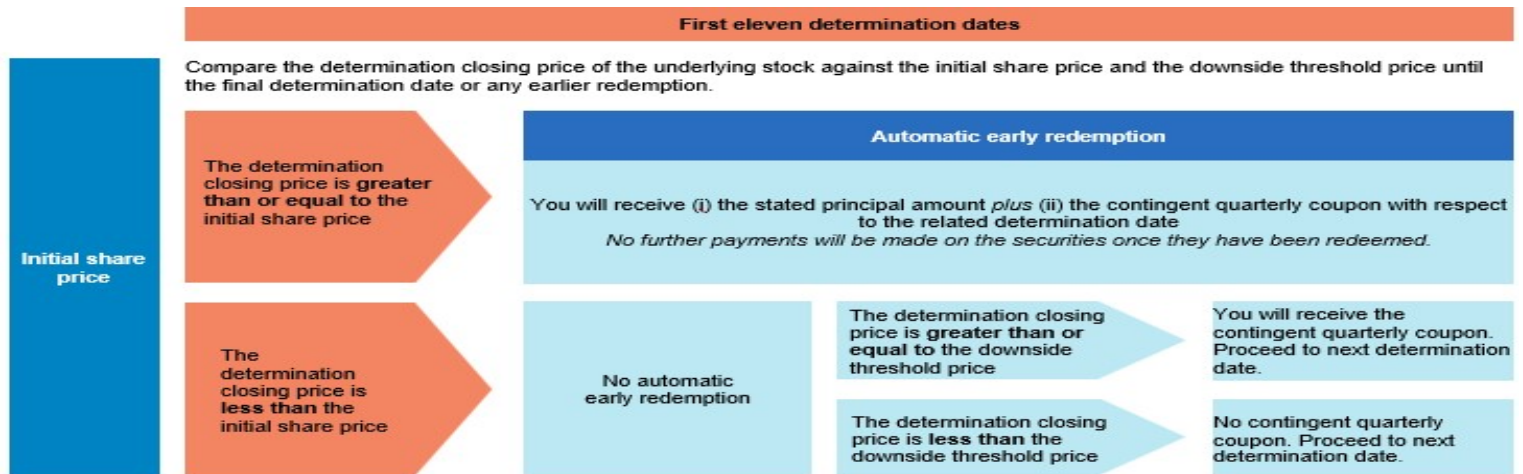 First eleven determination dates
Compare the determination closing price of the underlying stock against the initial share price and the downside threshold price until
the final determination date or any earlier redemption.
Initial share
price
The determination
closing price is greater
than or equal to the
initial share price
Automatic early redemption
You will receive (i) the stated principal amount plus (ii) the contingent quarterly coupon with respect
to the related determination date
No further payments will be made on the securities once they have been redeemed.
The
determination
closing price is
less than the
initial share price
No automatic
early redemption
The determination closing
price is greater than or
equal to the downside
threshold price
You will receive the
contingent quarterly coupon.
Proceed to next determination
date.
The determination closing
price is less than the
downside threshold price
No contingent quarterly
coupon. Proceed to next
determination date.